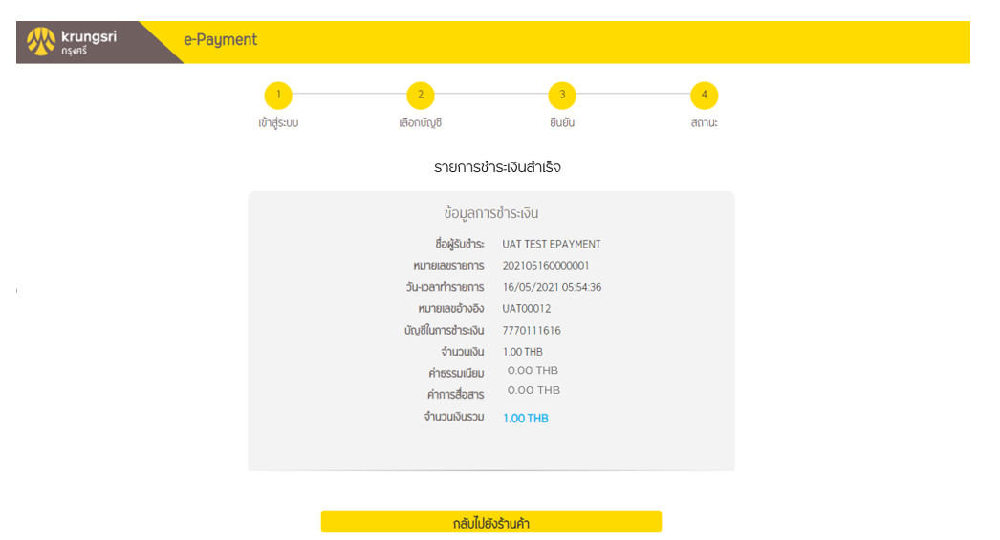 krungsri
กรุงศรี
e-Payment
1 2 3 4
เข้าสู่ระบบ เลือกบัญชี ยืนยัน สถานะ
รายการชำระเงินสำเร็จ
ข้อมูลการชำระเงิน
ชื่อผู้รับชำระ UAT TEST EPAYMENT
หมายเลขรายการ 202105160000001
วัน-เวลาทำรายการ 16/05/2021 05:54:36
หมายเลขอ้างอิง UAT00012
บัญชีในการชำระเงิน 7770111616
จำนวนเงิน 1.00 THB
ค่าธรรมเนียม 0.00 THB
ค่าการสื่อสาร 0.00 THB
จำนวนเงินรวม 1.00 THB
กลับไปยังร้านค้า